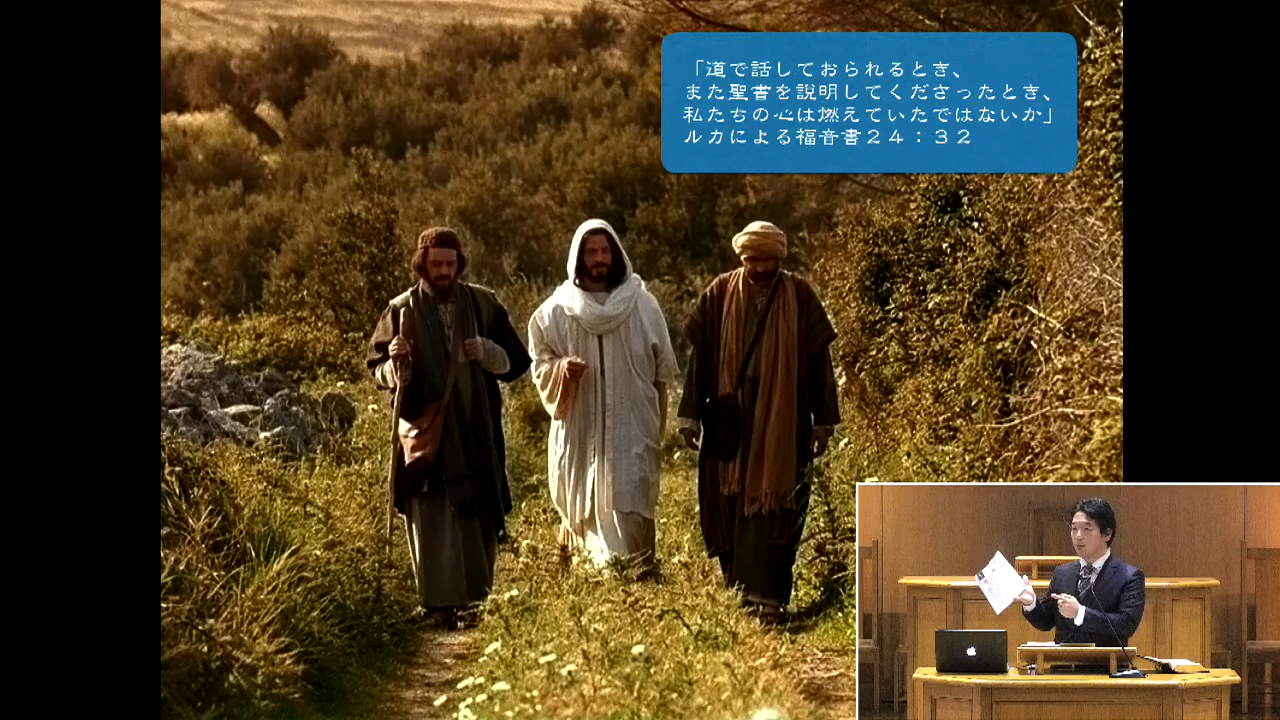 「道で話しておられるとき、
また聖書を説明してくださったとき、
私たちの心は燃えていたではないか」
ルカによる福音書２４：３２